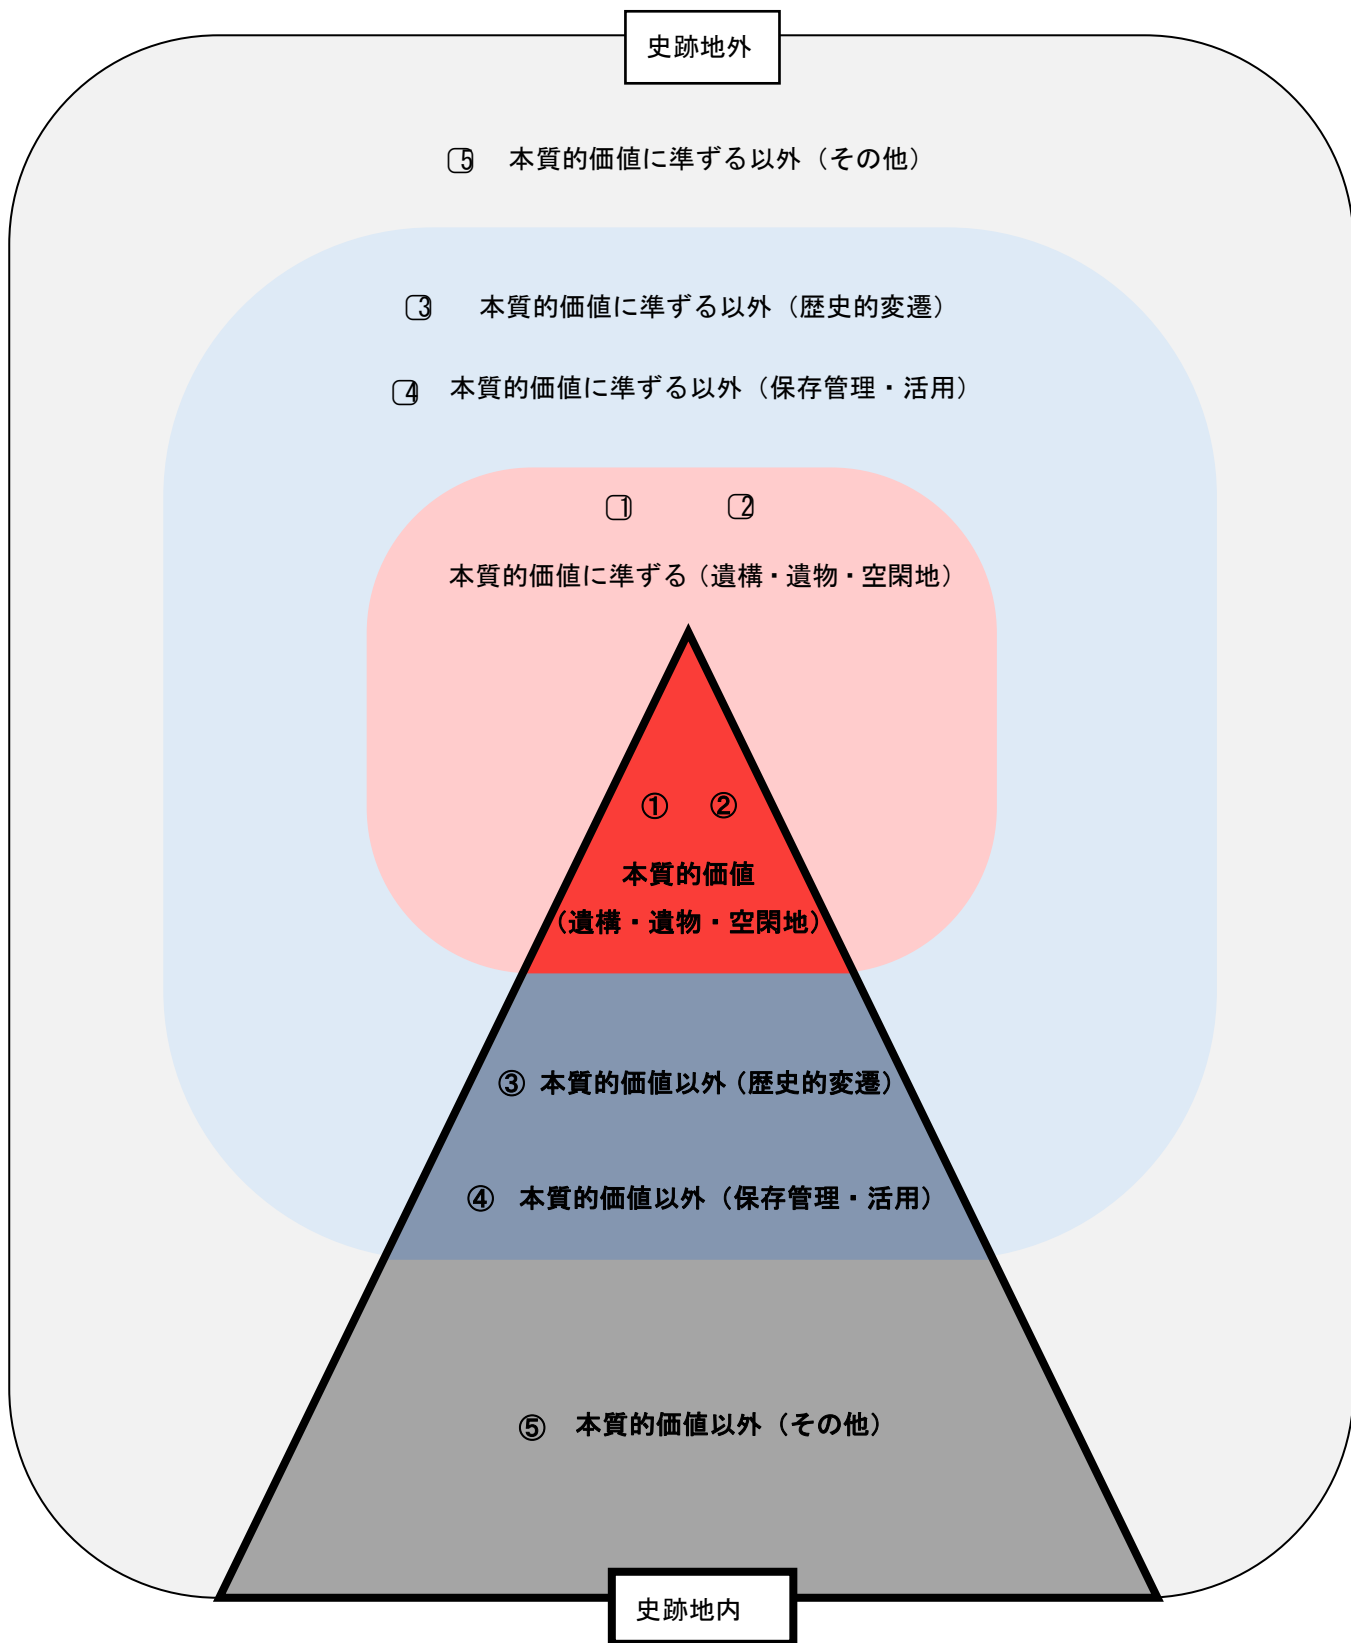 史跡地外
5 本質的価値に準ずる以外（その他）
3 本質的価値に準ずる以外（歴史的変遷）
4 本質的価値に準ずる以外（保存管理・活用）
1 2
本質的価値に準ずる（遺構・遺物・空閑地）
① ②
本質的価値
（遺構・遺物・空閑地）
③ 本質的価値以外（歴史的変遷）
④ 本質的価値以外（保存管理・活用）
⑤ 本質的価値以外（その他）
史跡地内